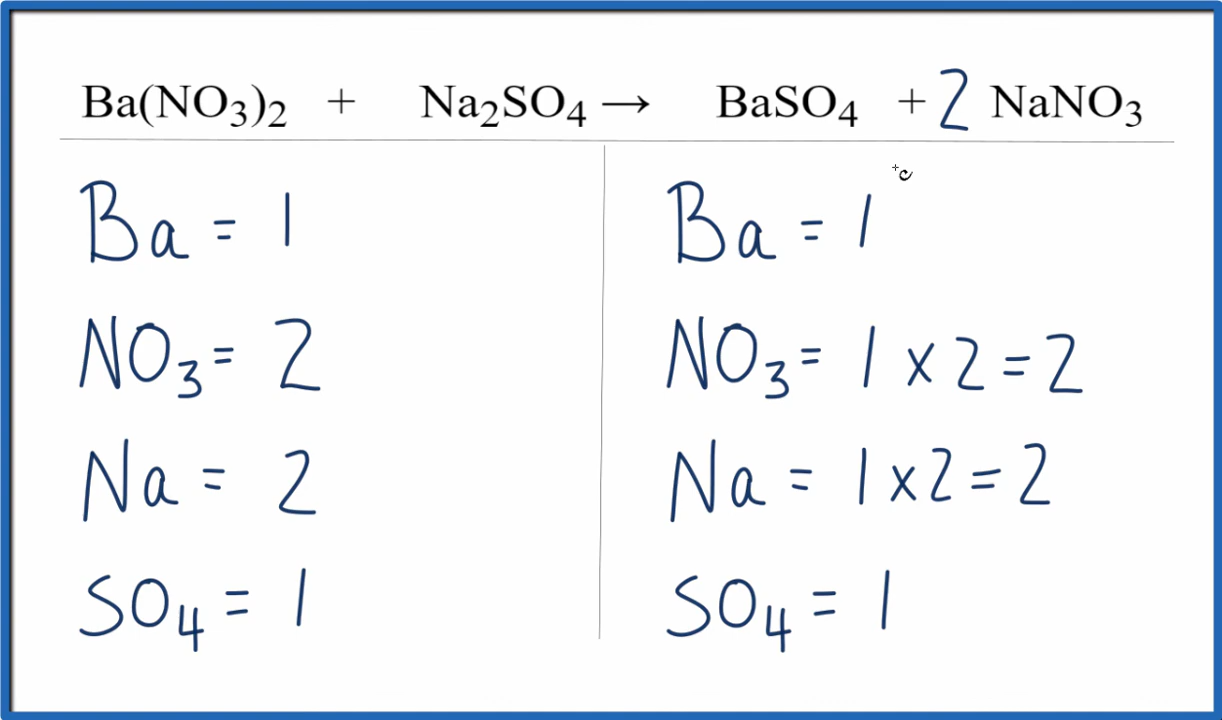 Ba(NO₃)₂ + Na₂SO₄ → BaSO₄ + 2 NaNO₃
Ba = 1
NO₃ = 2
Na = 2
SO₄ = 1
Ba = 1
NO₃ = 1 x 2 = 2
Na = 1 x 2 = 2
SO₄ = 1